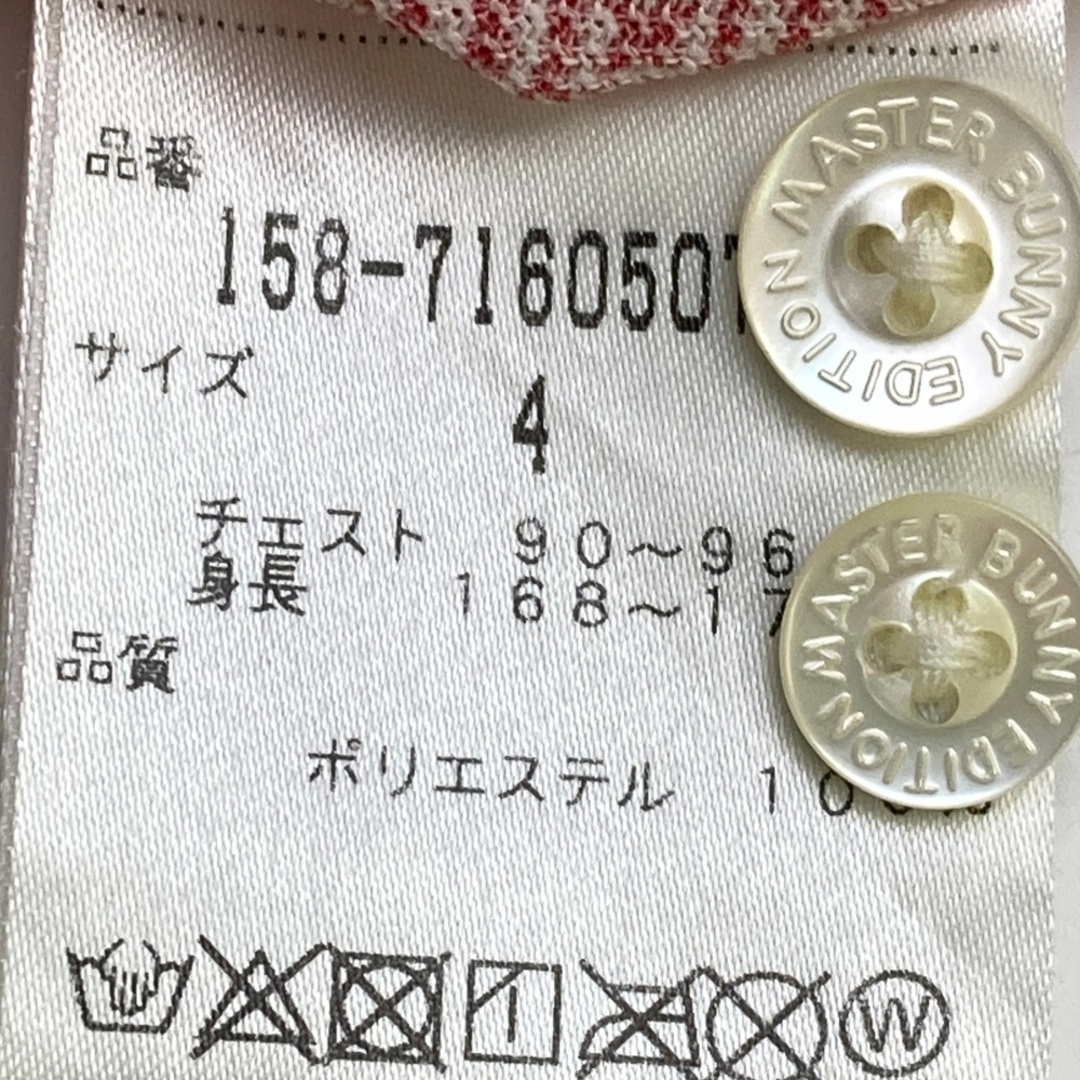 品番
158-7160507
サイズ
4
チェスト 90~96
身長 168~17
品質
ポリエステル 100%
W
MASTER BUNNY EDITION
MASTER BUNNY EDITION